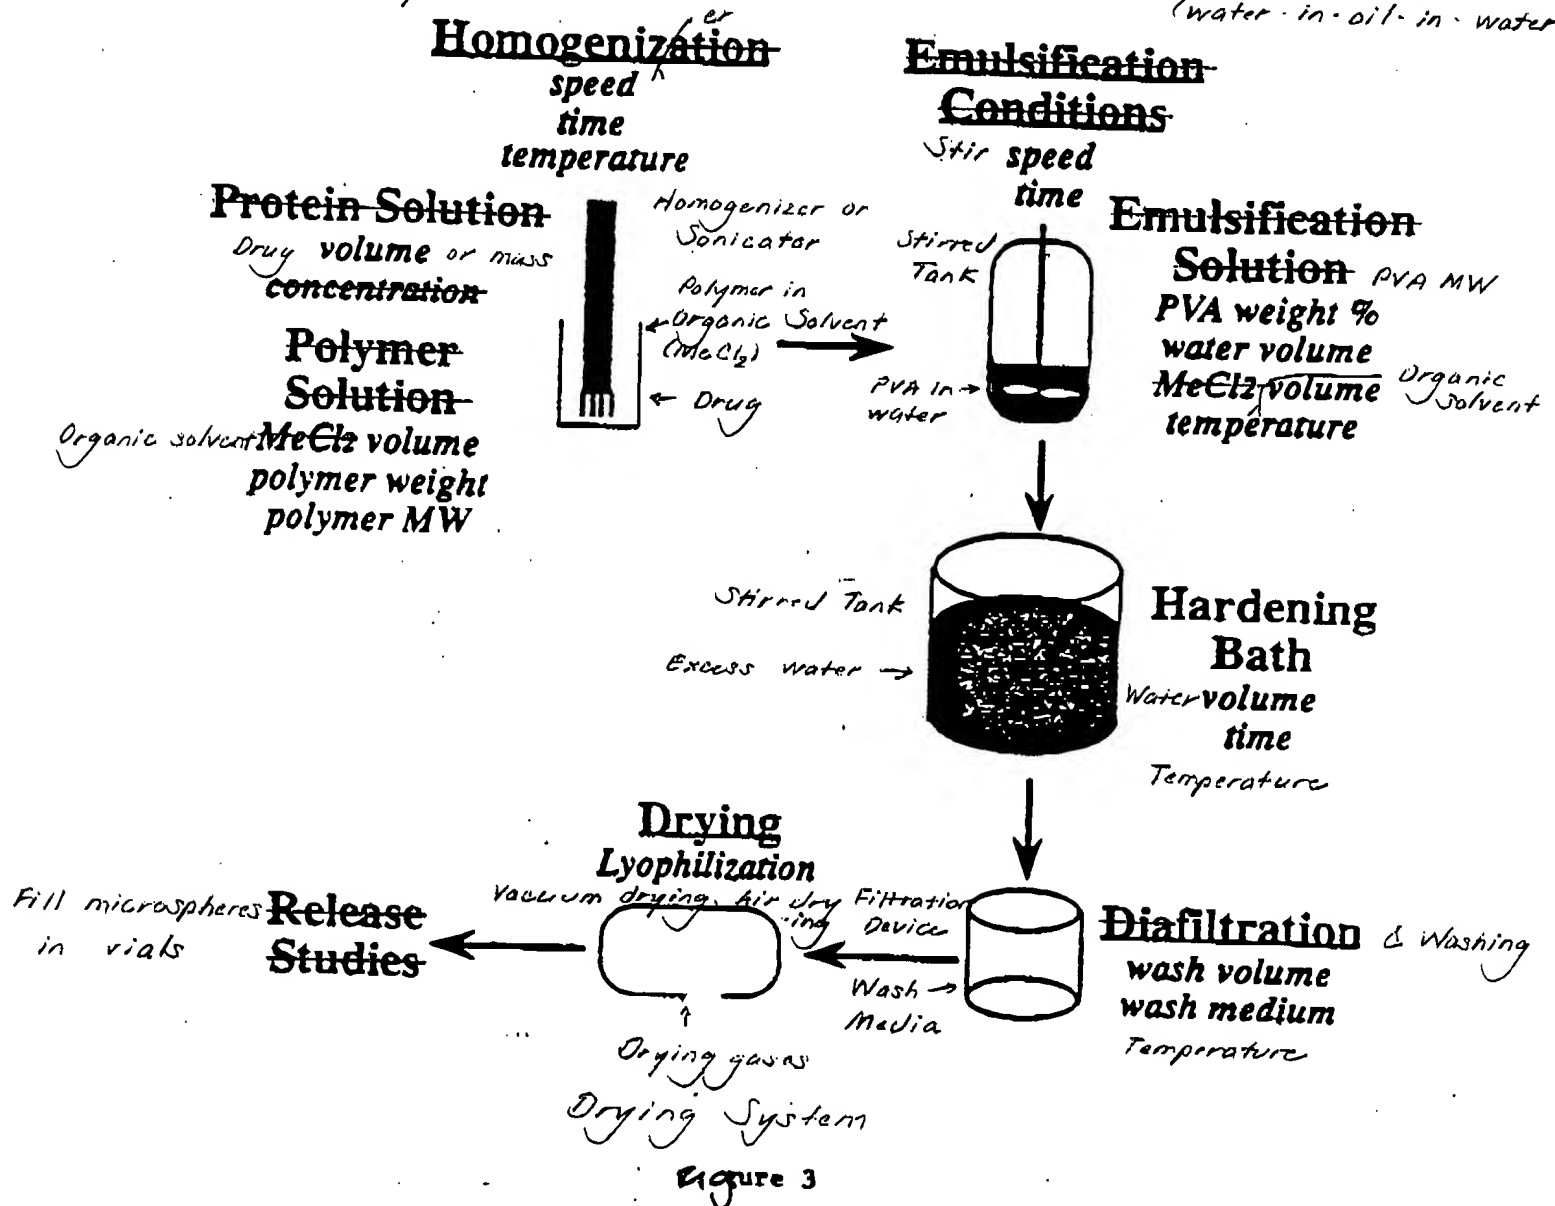 (water-in-oil-in-water
er
Homogenization
speed
time
temperature
Emulsification
Conditions
Stir speed
time
Protein Solution
Drug volume or mass
concentration
Homogenizer or
Sonicator
Polymer in
Organic Solvent
(MeCl2)
Drug
Polymer
Solution
Organic solvent MeCl2 volume
polymer weight
polymer MW
Stirred
Tank
PVA in
water
Emulsification
Solution PVA MW
PVA weight %
water volume
MeCl2 volume Organic
solvent
temperature
Stirred Tank
Excess water
Hardening
Bath
Water volume
time
Temperature
Drying
Lyophilization
Vacuum drying, Air dry
ing
Filtration
Device
Wash
Media
Diafiltration & Washing
wash volume
wash medium
Temperature
Fill microspheres
in vials
Release
Studies
Drying gases
Drying System
Figure 3